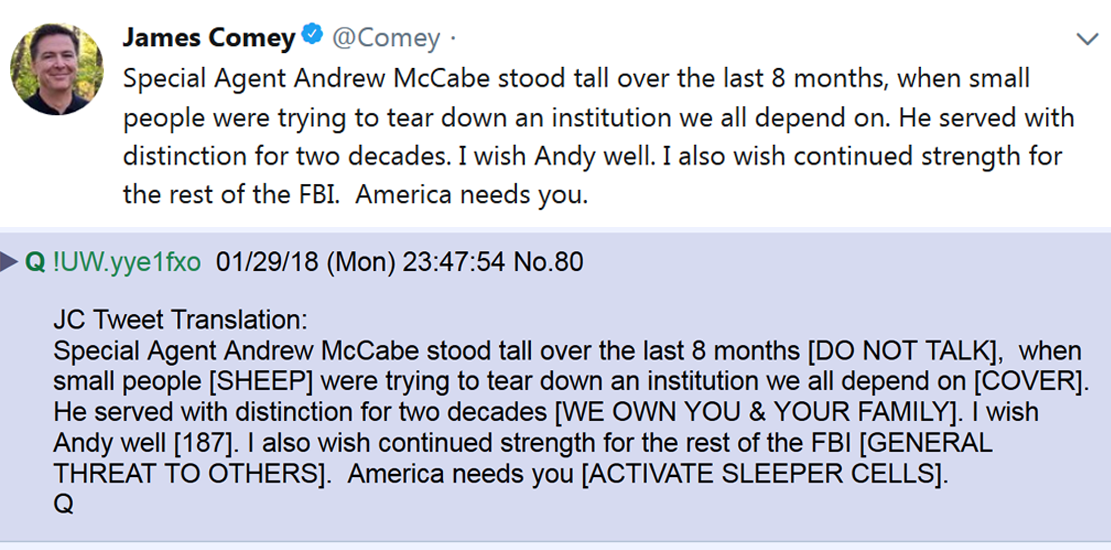 James Comey @Comey ·
Special Agent Andrew McCabe stood tall over the last 8 months, when small
people were trying to tear down an institution we all depend on. He served with
distinction for two decades. I wish Andy well. I also wish continued strength for
the rest of the FBI.  America needs you.
Q !UW.yye1fxo 01/29/18 (Mon) 23:47:54 No.80
JC Tweet Translation:
Special Agent Andrew McCabe stood tall over the last 8 months [DO NOT TALK],  when
small people [SHEEP] were trying to tear down an institution we all depend on [COVER].
He served with distinction for two decades [WE OWN YOU & YOUR FAMILY]. I wish
Andy well [187]. I also wish continued strength for the rest of the FBI [GENERAL
THREAT TO OTHERS].  America needs you [ACTIVATE SLEEPER CELLS].
Q